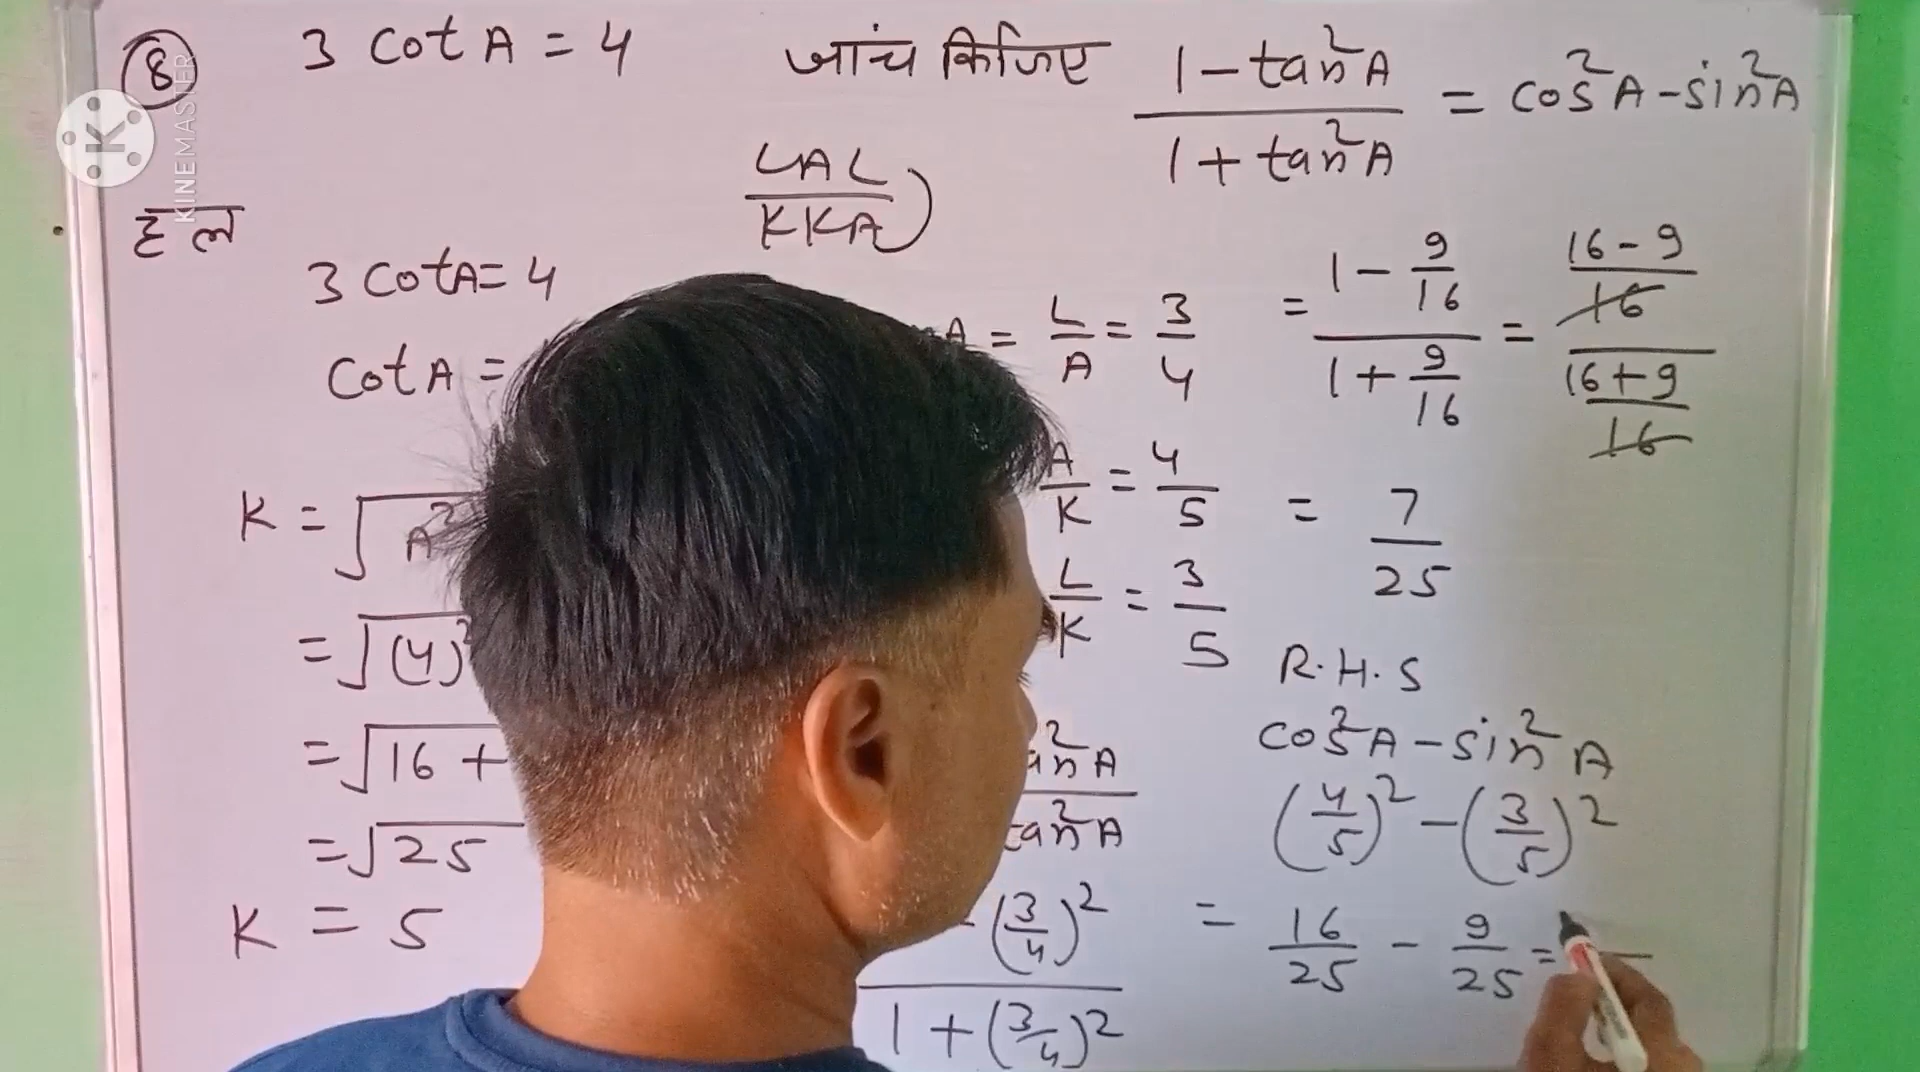 ⑧ 3 cot A = 4 जांच किजिए (1 - tan²A)/(1 + tan²A) = cos²A - sin²A
KINEMASTER
हल
LAL/KKA)
3 cotA = 4
cot A =
K = √A²
= √(4)²
= √16 +
= √25
K = 5
A = L/A = 3/4
A/K = 4/5
L/K = 3/5
an²A
tan²A
- (3/4)²
1 + (3/4)²
= (1 - 9/16)/(1 + 9/16) = ((16 - 9)/16)/((16 + 9)/16)
= 7/25
R.H.S
cos²A - sin²A
(4/5)² - (3/5)²
= 16/25 - 9/25 =